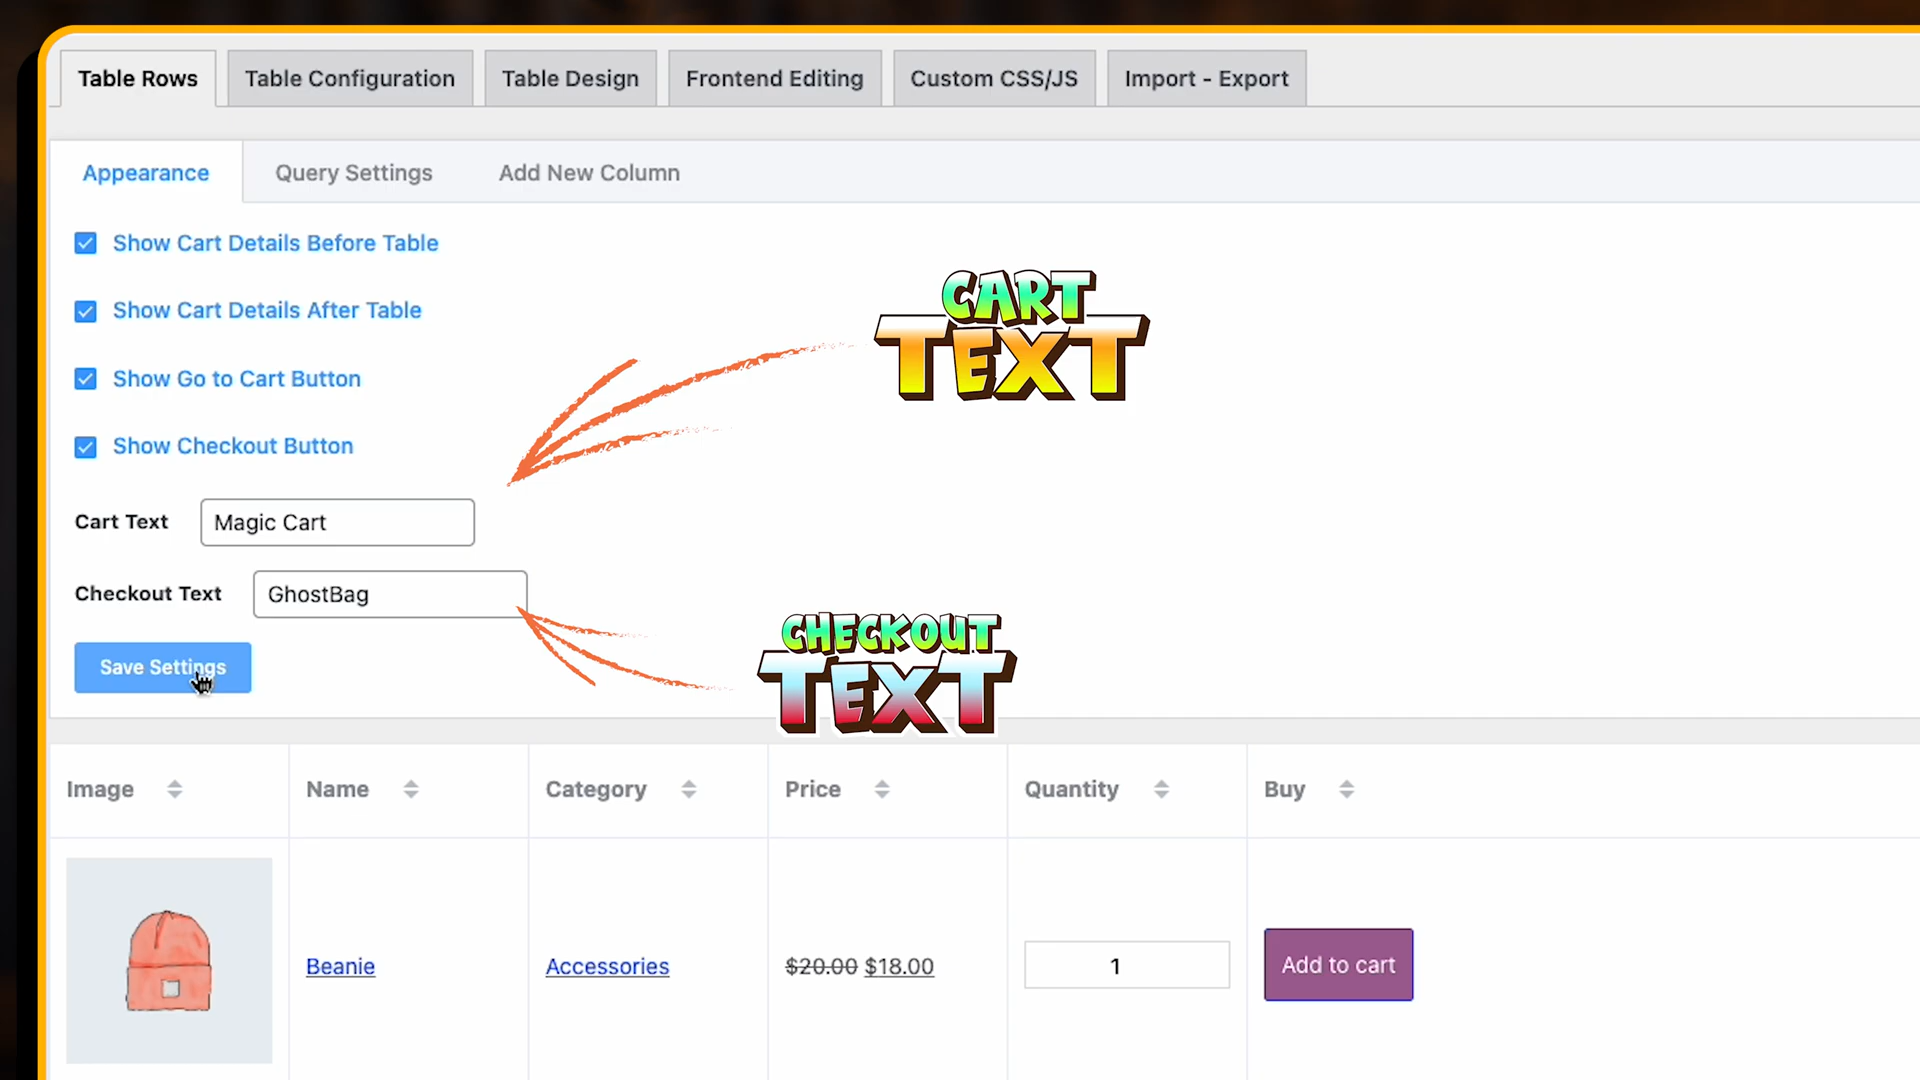 Table Rows Table Configuration Table Design Frontend Editing Custom CSS/JS Import - Export
Appearance Query Settings Add New Column
Show Cart Details Before Table
Show Cart Details After Table
Show Go to Cart Button
Show Checkout Button
CART
TEXT
Cart Text Magic Cart
Checkout Text GhostBag
CHECKOUT
TEXT
Save Settings
Image Name Category Price Quantity Buy
Beanie Accessories $20.00 $18.00 1 Add to cart